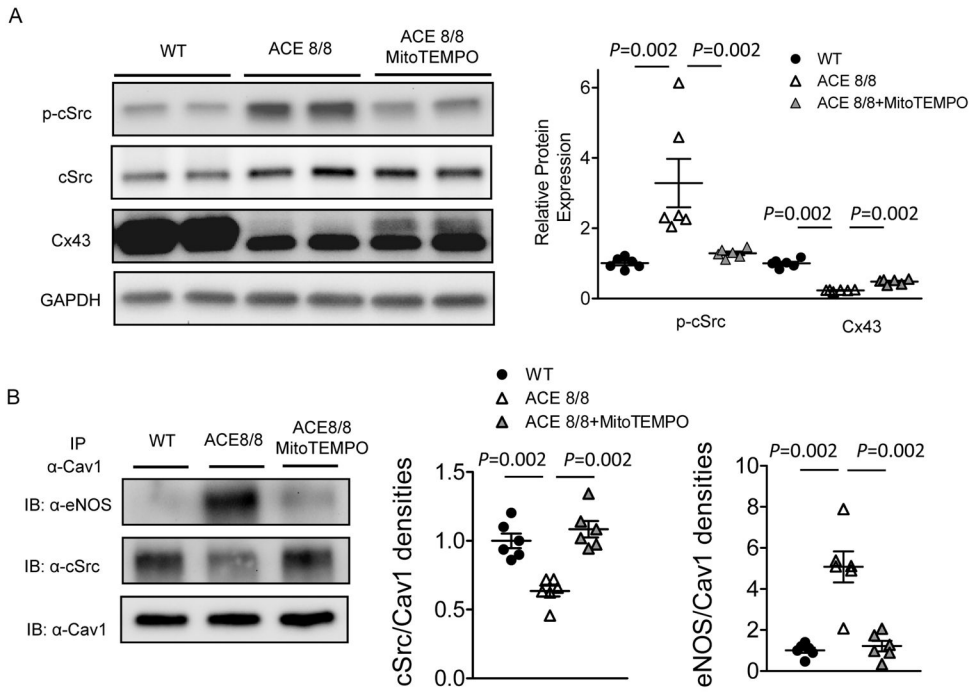 A
WT
ACE 8/8
ACE 8/8
MitoTEMPO
p-cSrc
cSrc
Cx43
GAPDH
P=0.002
P=0.002
WT
ACE 8/8
ACE 8/8+MitoTEMPO
Relative Protein
Expression
6
4
2
0
P=0.002
P=0.002
p-cSrc
Cx43
B
IP
α-Cav1
WT
ACE8/8
ACE8/8
MitoTEMPO
IB: α-eNOS
IB: α-cSrc
IB: α-Cav1
WT
ACE 8/8
ACE 8/8+MitoTEMPO
P=0.002
P=0.002
cSrc/Cav1 densities
1.5
1.0
0.5
0.0
P=0.002
P=0.002
eNOS/Cav1 densities
10
8
6
4
2
0